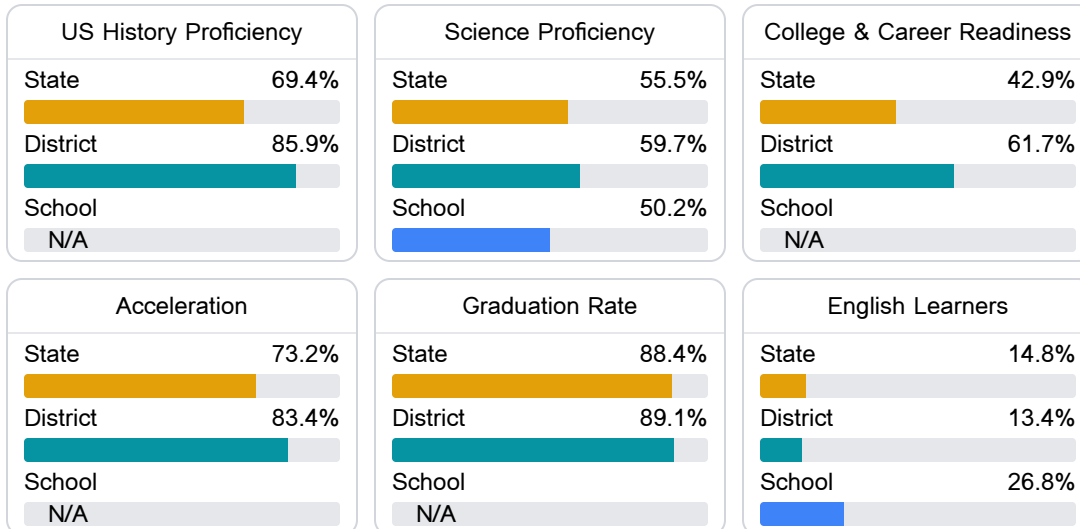 US History Proficiency
State 69.4%
District 85.9%
School
N/A
Science Proficiency
State 55.5%
District 59.7%
School 50.2%
College & Career Readiness
State 42.9%
District 61.7%
School
N/A
Acceleration
State 73.2%
District 83.4%
School
N/A
Graduation Rate
State 88.4%
District 89.1%
School
N/A
English Learners
State 14.8%
District 13.4%
School 26.8%